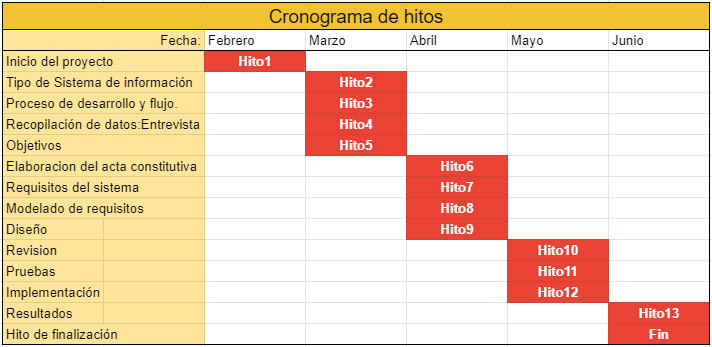 Cronograma de hitos
Fecha: Febrero Marzo Abril Mayo Junio
Inicio del proyecto Hito1
Tipo de Sistema de información Hito2
Proceso de desarrollo y flujo. Hito3
Recopilación de datos:Entrevista Hito4
Objetivos Hito5
Elaboracion del acta constitutiva Hito6
Requisitos del sistema Hito7
Modelado de requisitos Hito8
Diseño Hito9
Revision Hito10
Pruebas Hito11
Implementación Hito12
Resultados Hito13
Hito de finalización Fin